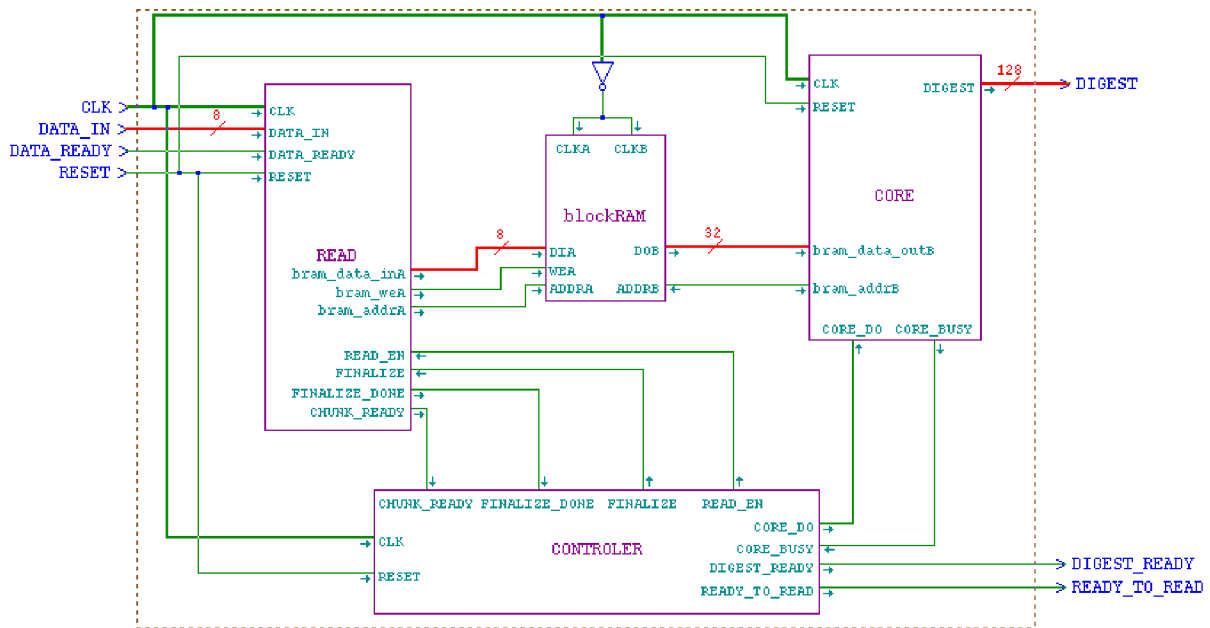 CLK
DATA_IN
DATA_READY
RESET
8
CLK
DATA_IN
DATA_READY
RESET
READ
bram_data_inA
bram_weA
bram_addrA
READ_EN
FINALIZE
FINALIZE_DONE
CHUNK_READY
8
CLKA CLKB
blockRAM
DIA
WEA
ADDRA
DOB
ADDRB
32
CLK
RESET
DIGEST
CORE
bram_data_outB
bram_addrB
CORE_DO CORE_BUSY
128
DIGEST
CHUNK_READY FINALIZE_DONE FINALIZE READ_EN
CLK
RESET
CONTROLER
CORE_DO
CORE_BUSY
DIGEST_READY
READY_TO_READ
DIGEST_READY
READY_TO_READ